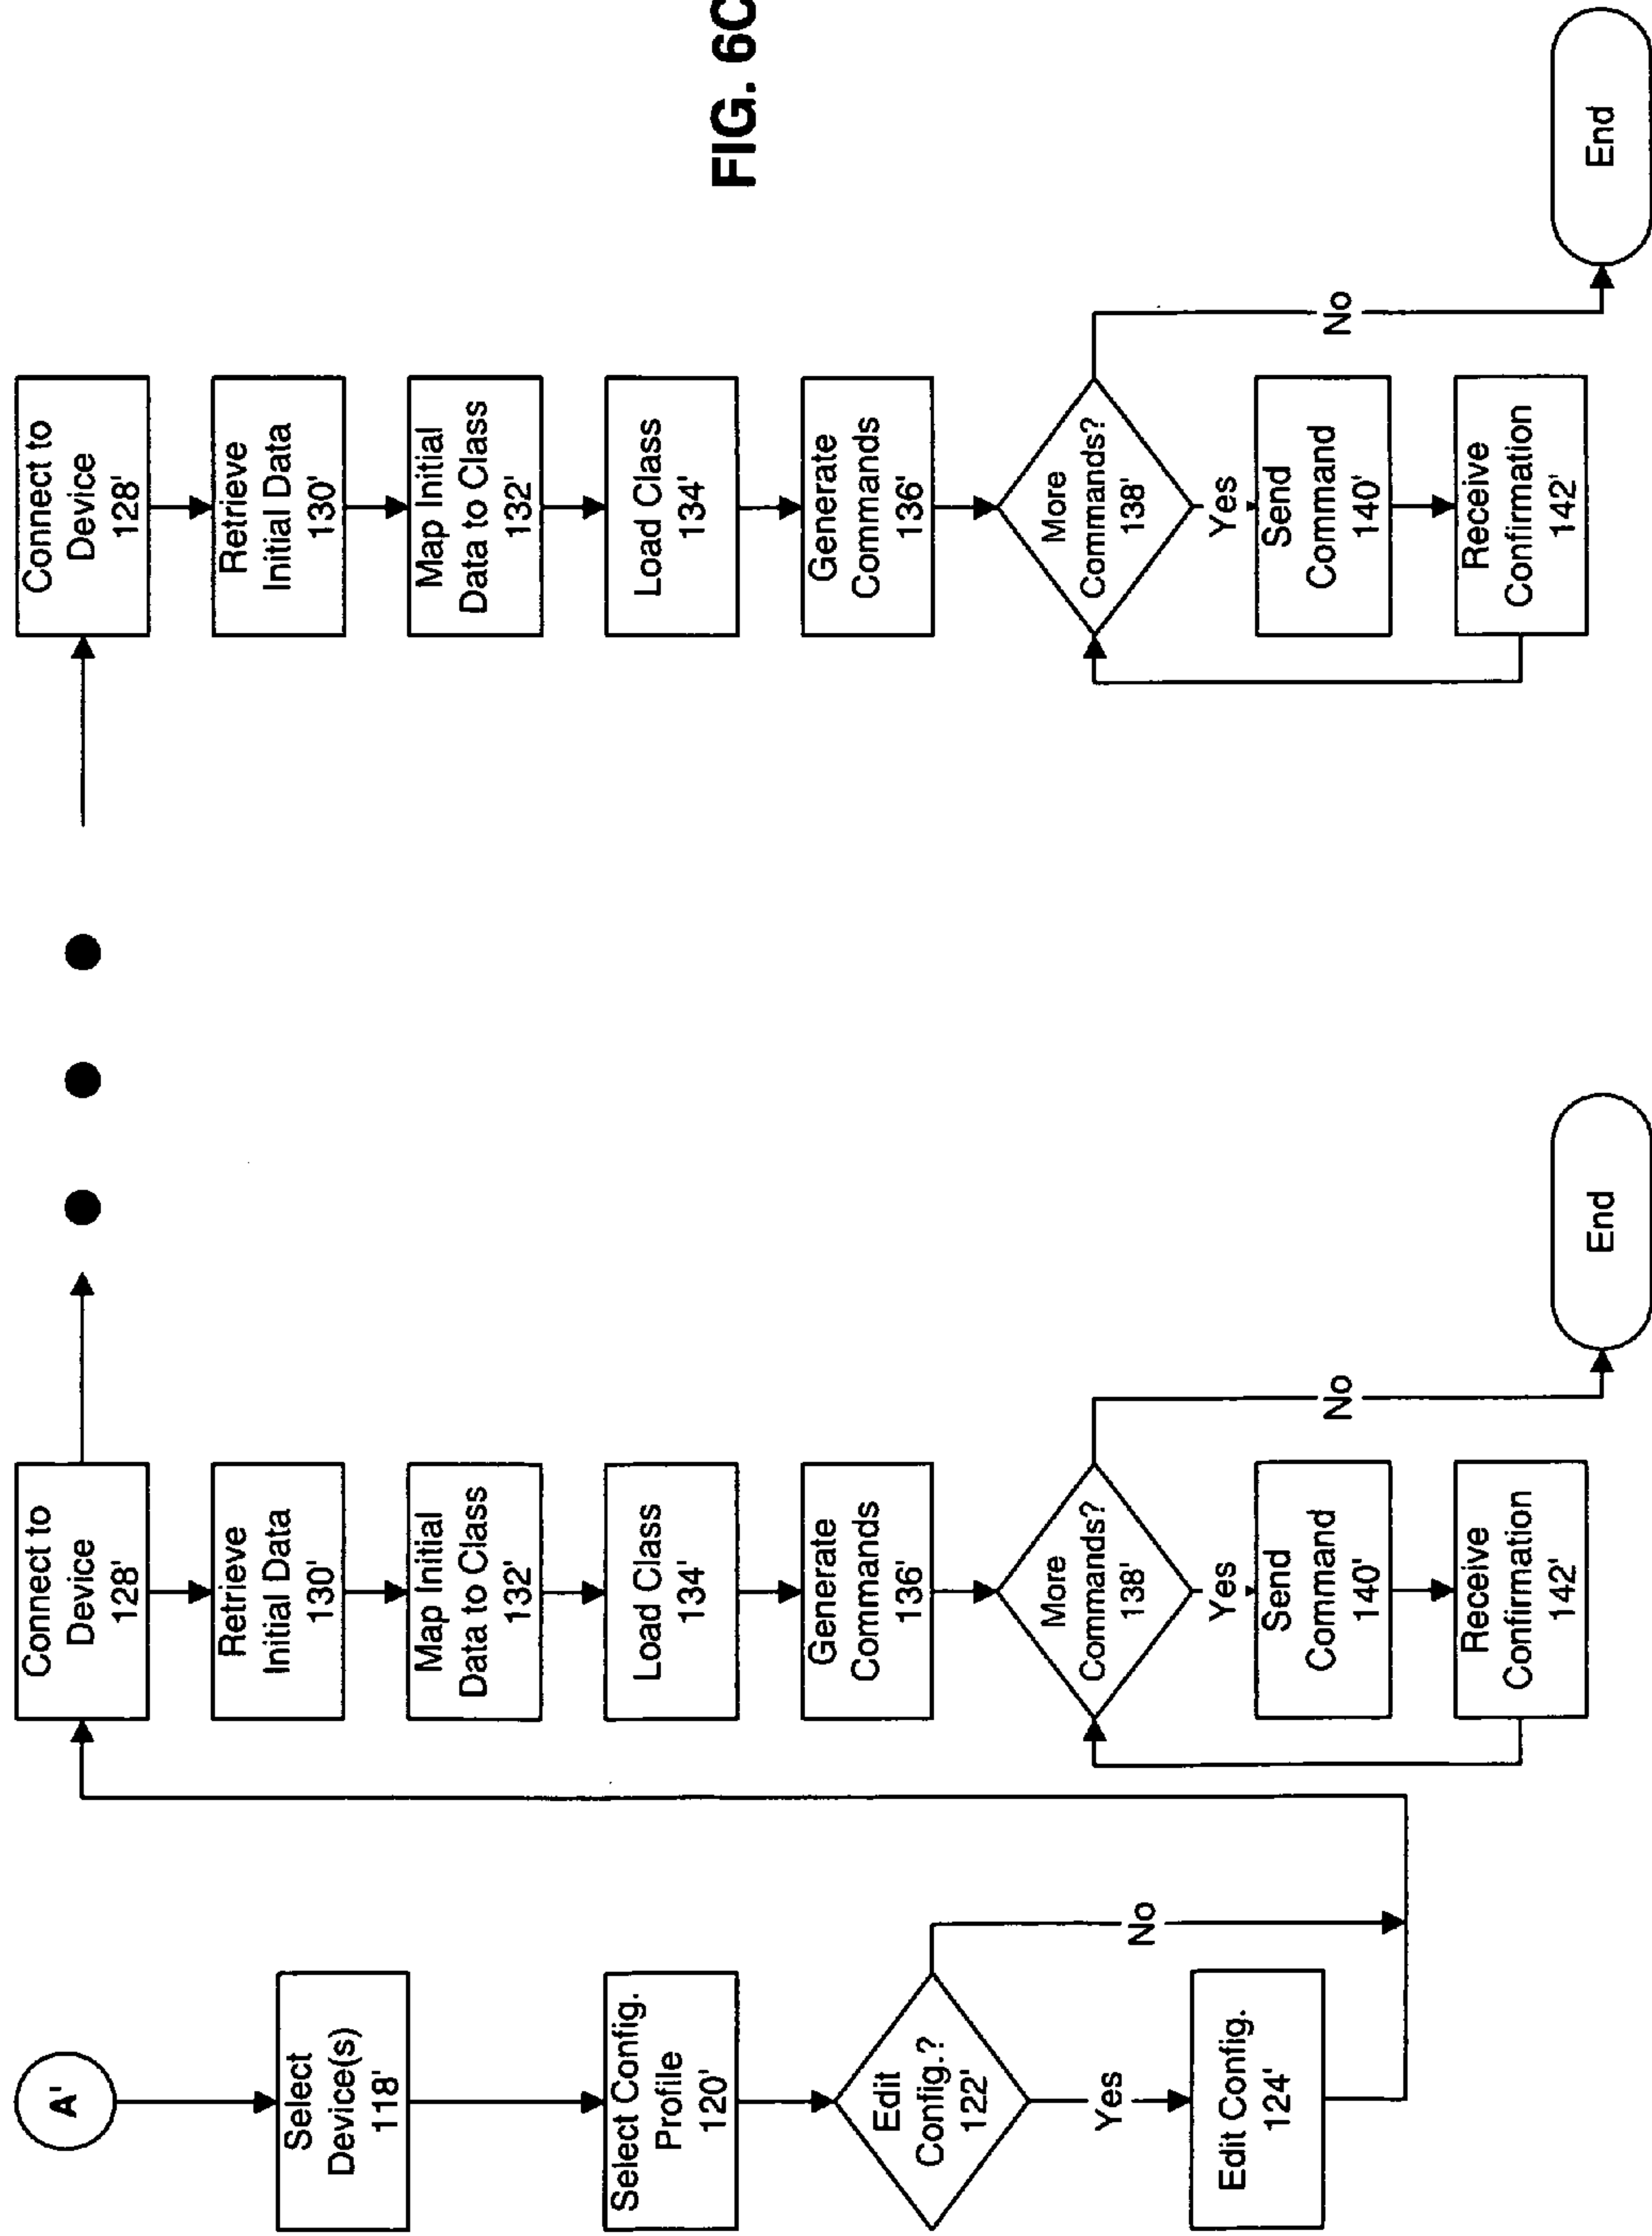 A'
Select
Device(s)
118'
Select Config.
Profile
120'
Edit
Config.?
122'
No
Yes
Edit Config.
124'
Connect to
Device
128'
Retrieve
Initial Data
130'
Map Initial
Data to Class
132'
Load Class
134'
Generate
Commands
136'
More
Commands?
138'
No
Yes
Send
Command
140'
Receive
Confirmation
142'
End
Connect to
Device
128'
Retrieve
Initial Data
130'
Map Initial
Data to Class
132'
Load Class
134'
Generate
Commands
136'
More
Commands?
138'
No
Yes
Send
Command
140'
Receive
Confirmation
142'
End
FIG. 6C